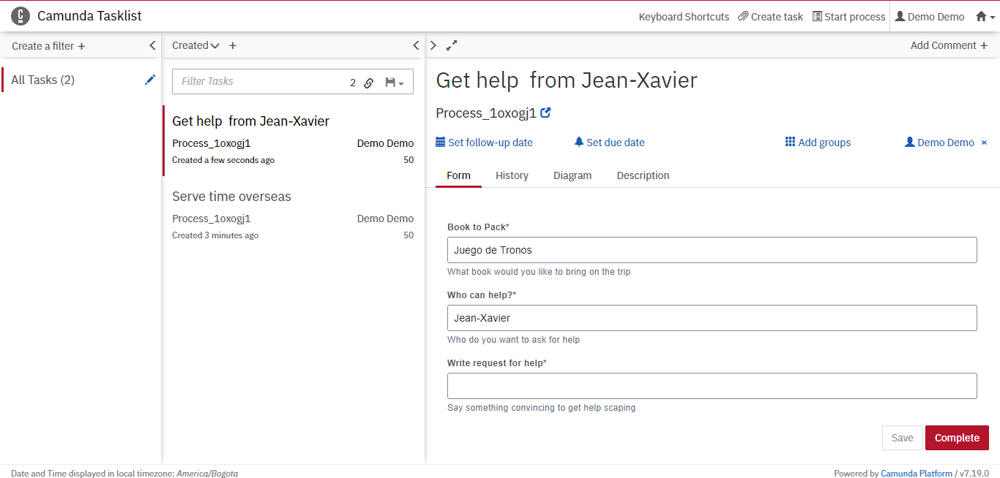 Camunda Tasklist
Keyboard Shortcuts Create task Start process Demo Demo
Create a filter +
Created +
Add Comment +
All Tasks (2)
Filter Tasks 2
Get help from Jean-Xavier
Process_1oxogj1 Demo Demo
Created a few seconds ago 50
Serve time overseas
Process_1oxogj1 Demo Demo
Created 3 minutes ago 50
Get help from Jean-Xavier
Process_1oxogj1
Set follow-up date Set due date Add groups Demo Demo ×
Form History Diagram Description
Book to Pack*
Juego de Tronos
What book would you like to bring on the trip
Who can help?*
Jean-Xavier
Who do you want to ask for help
Write request for help*
Say something convincing to get help scaping
Save Complete
Date and Time displayed in local timezone: America/Bogota
Powered by Camunda Platform / v7.19.0